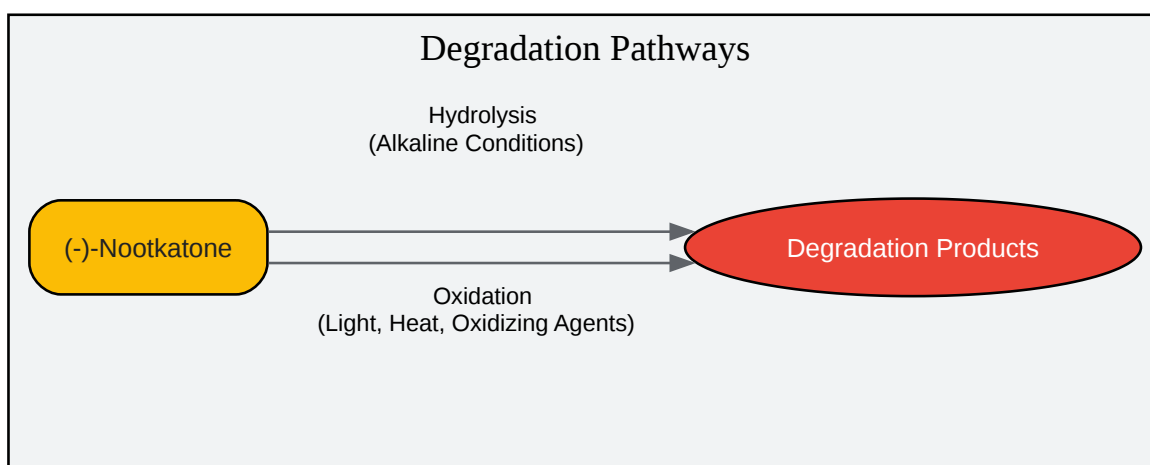 Degradation Pathways
Hydrolysis
(Alkaline Conditions)
(-)-Nootkatone
Degradation Products
Oxidation
(Light, Heat, Oxidizing Agents)